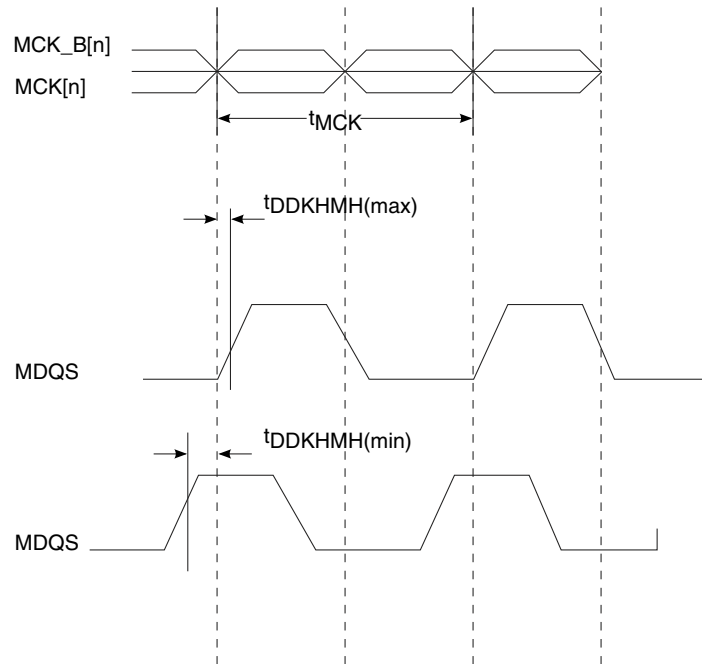 MCK_B[n]
MCK[n]
tMCK
tDDKHMH(max)
MDQS
tDDKHMH(min)
MDQS